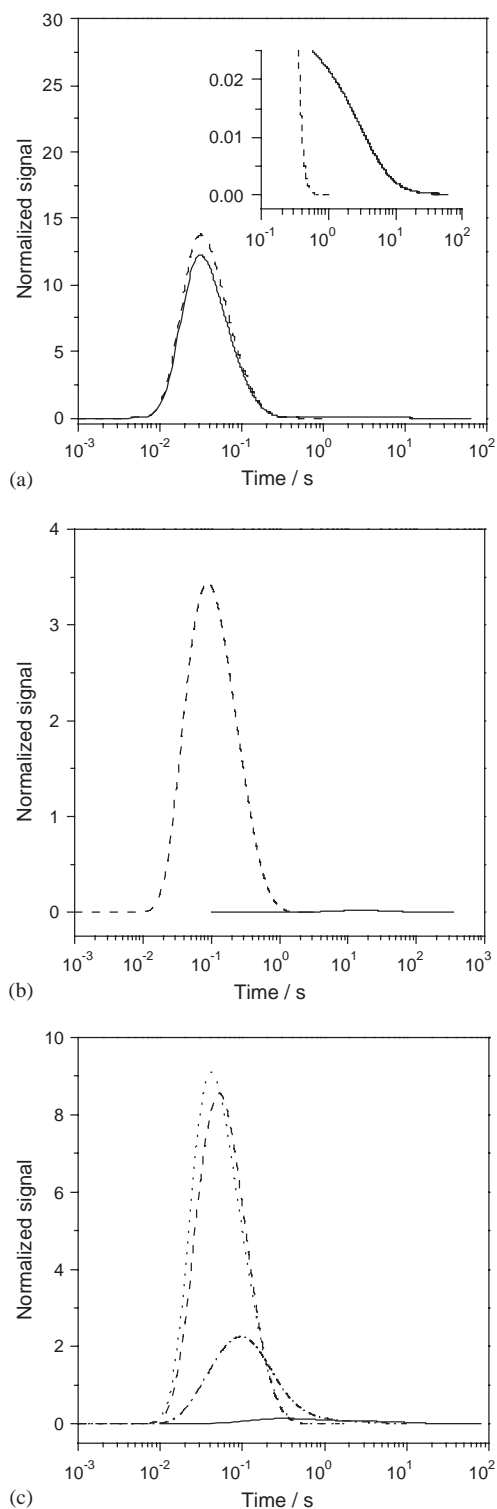 30
25
20
15
10
5
0
Normalized signal
0.02
0.01
0.00
10-1 100 101 102
10-3 10-2 10-1 100 101 102
Time / s
(a)
4
3
2
1
0
Normalized signal
10-3 10-2 10-1 100 101 102 103
Time / s
(b)
10
8
6
4
2
0
Normalized signal
10-3 10-2 10-1 100 101 102
Time / s
(c)